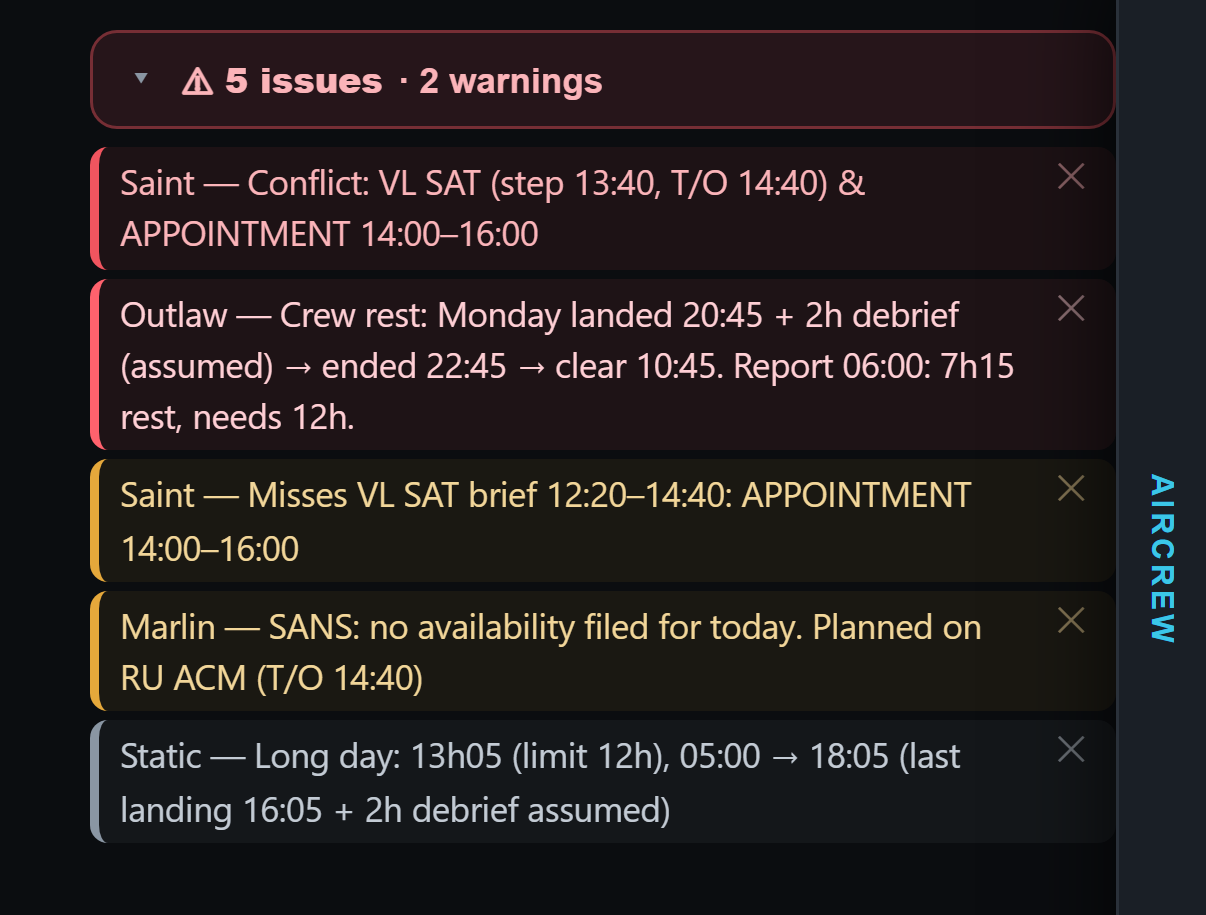 ▼ ⚠ 5 issues · 2 warnings
Saint — Conflict: VL SAT (step 13:40, T/O 14:40) &
APPOINTMENT 14:00–16:00
Outlaw — Crew rest: Monday landed 20:45 + 2h debrief
(assumed) → ended 22:45 → clear 10:45. Report 06:00: 7h15
rest, needs 12h.
Saint — Misses VL SAT brief 12:20–14:40: APPOINTMENT
14:00–16:00
Marlin — SANS: no availability filed for today. Planned on
RU ACM (T/O 14:40)
Static — Long day: 13h05 (limit 12h), 05:00 → 18:05 (last
landing 16:05 + 2h debrief assumed)
AIRCREW